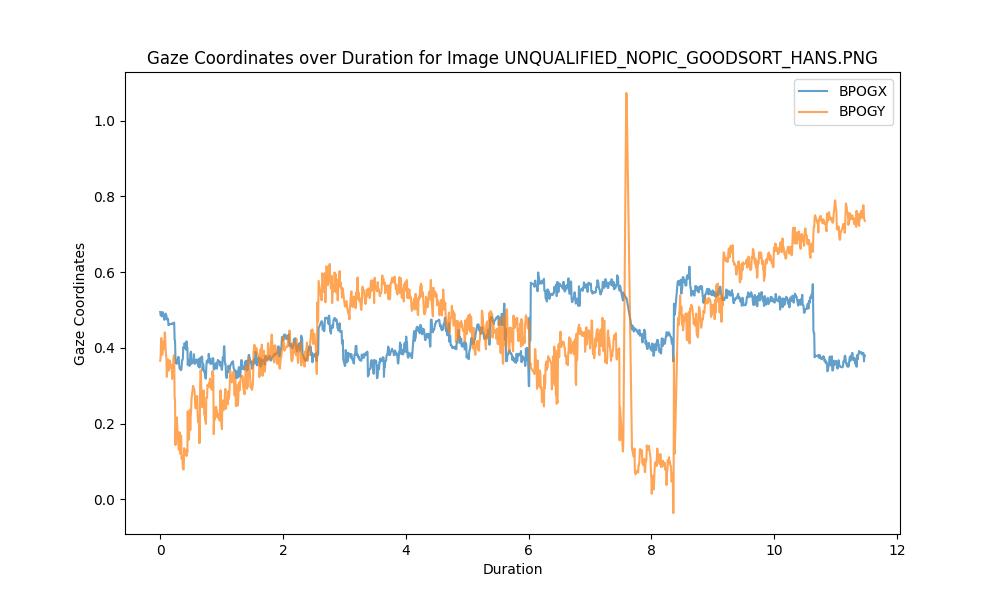 Gaze Coordinates over Duration for Image UNQUALIFIED_NOPIC_GOODSORT_HANS.PNG
BPOGX
BPOGY
1.0
0.8
0.6
0.4
0.2
0.0
Gaze Coordinates
0 2 4 6 8 10 12
Duration